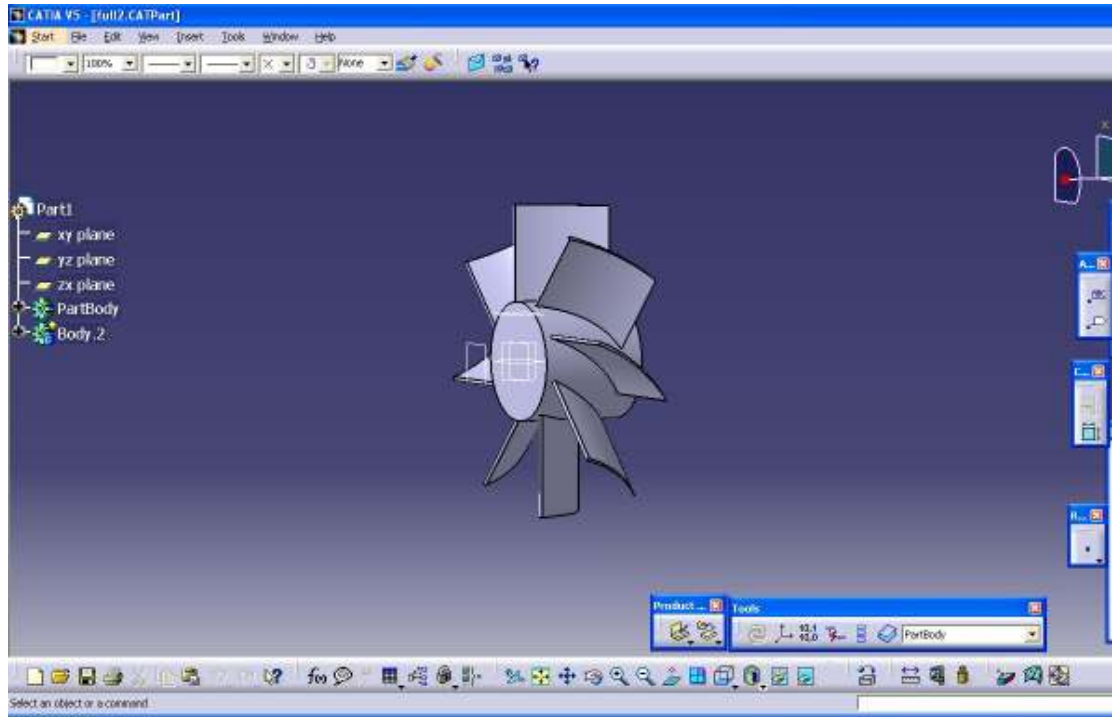 CATIA V5 - [full2.CATPart]
Start File Edit View Insert Tools Window Help
100% 3 None
x
Part1
xy plane
yz plane
zx plane
PartBody
Body.2
A...
C...
R...
Product ... Tools
PartBody
Select an object or a command